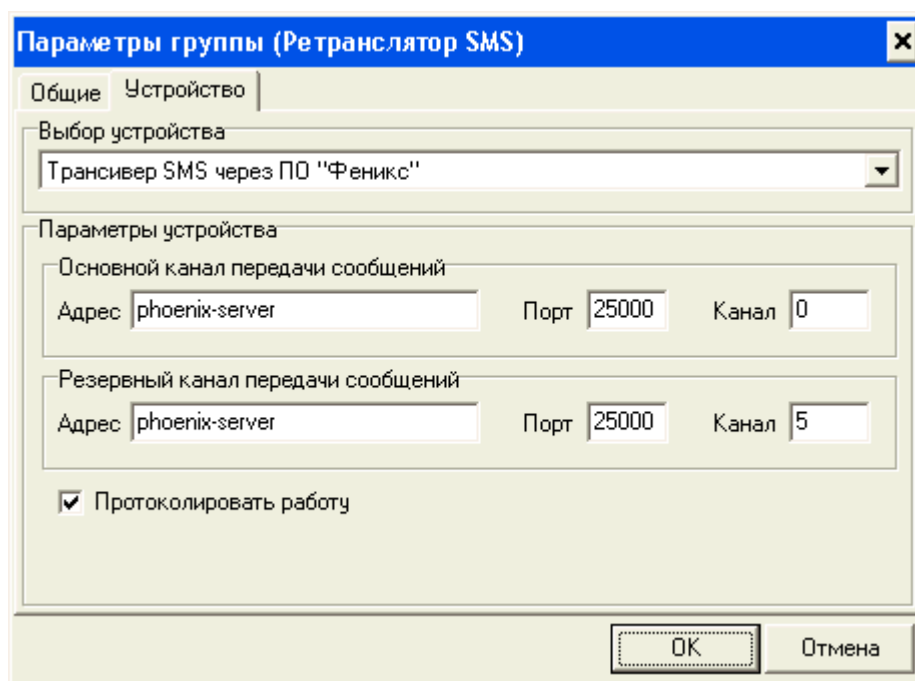 Параметры группы (Ретранслятор SMS)
Общие Устройство
Выбор устройства
Трансивер SMS через ПО "Феникс"
Параметры устройства
Основной канал передачи сообщений
Адрес phoenix-server Порт 25000 Канал 0
Резервный канал передачи сообщений
Адрес phoenix-server Порт 25000 Канал 5
Протоколировать работу
OK Отмена